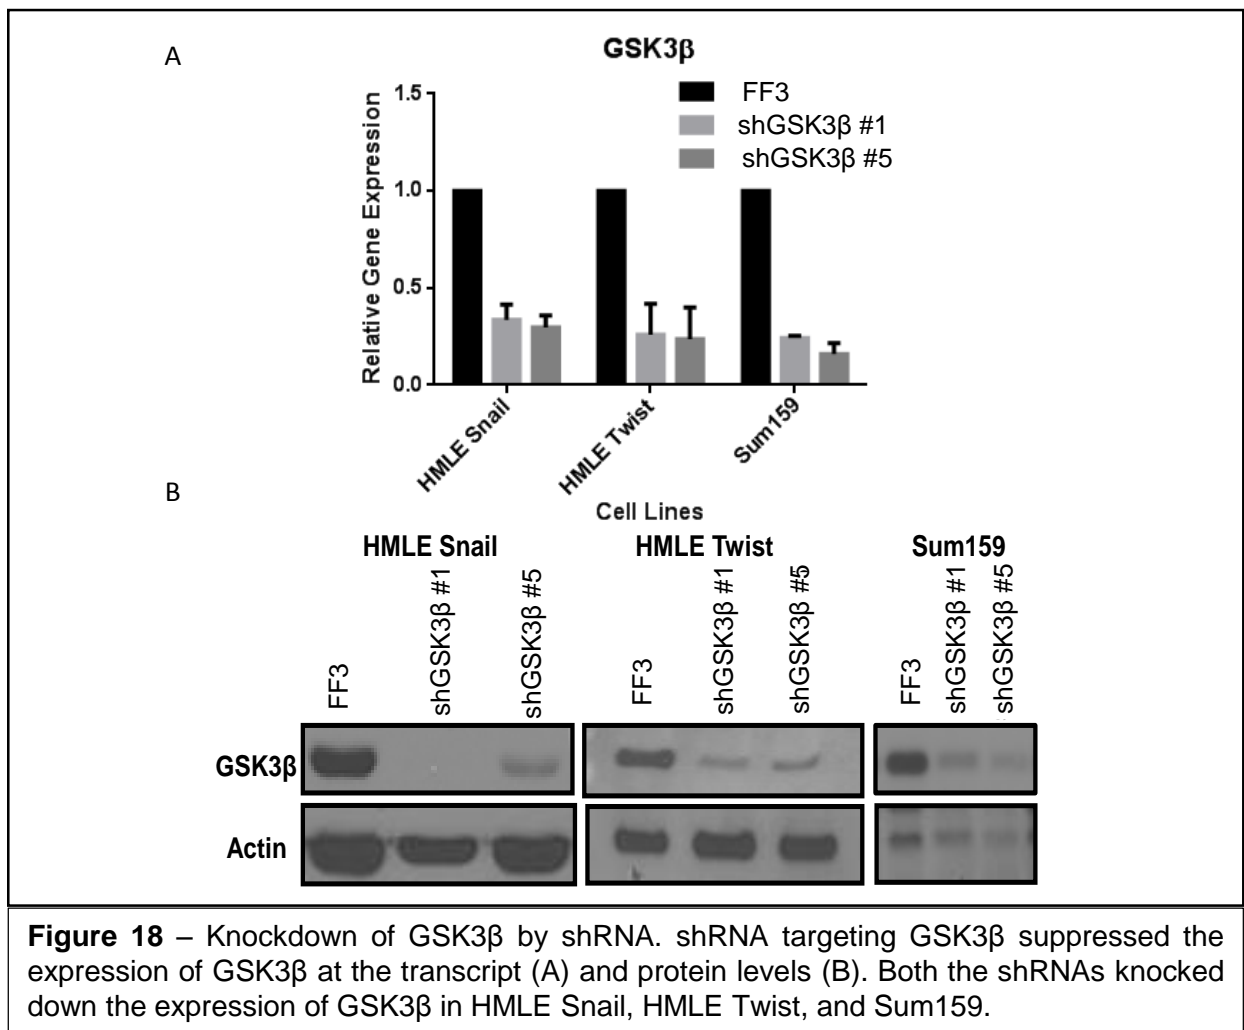 A
GSK3β
FF3
shGSK3β #1
shGSK3β #5
Relative Gene Expression
1.5
1.0
0.5
0.0
HMLE Snail
HMLE Twist
Sum159
Cell Lines
B
HMLE Snail
HMLE Twist
Sum159
FF3
shGSK3β #1
shGSK3β #5
FF3
shGSK3β #1
shGSK3β #5
FF3
shGSK3β #1
shGSK3β #5
GSK3β
Actin
Figure 18 – Knockdown of GSK3β by shRNA. shRNA targeting GSK3β suppressed the
expression of GSK3β at the transcript (A) and protein levels (B). Both the shRNAs knocked
down the expression of GSK3β in HMLE Snail, HMLE Twist, and Sum159.